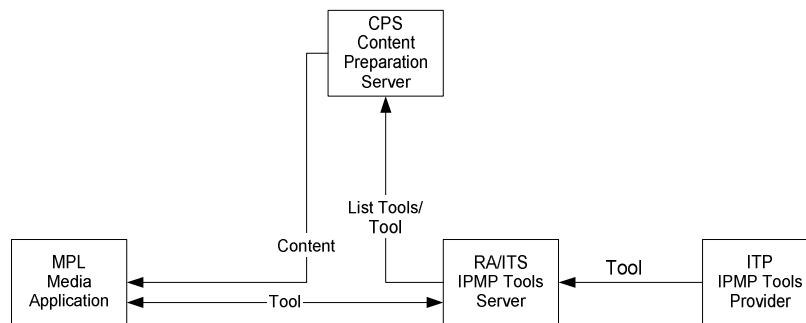 CPS
Content
Preparation
Server
List Tools/
Tool
Content
MPL
Media
Application
Tool
RA/ITS
IPMP Tools
Server
Tool
ITP
IPMP Tools
Provider